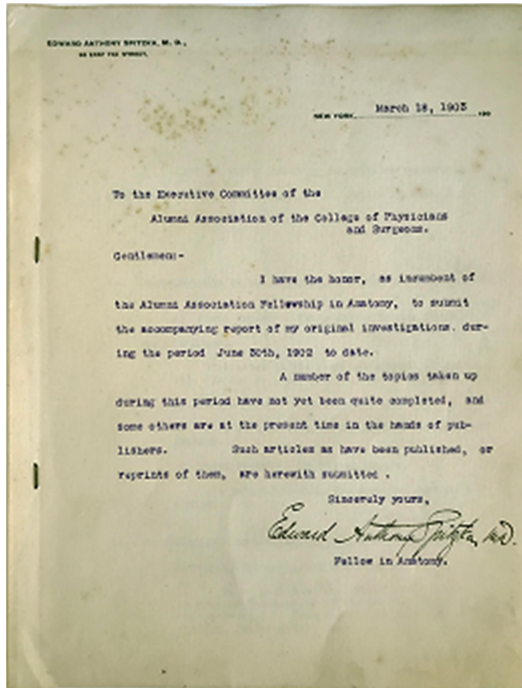 EDWARD ANTHONY SPITZKA, M. D.,
EAST STREET,
March 18, 1903
NEW YORK, 190
To the Executive Committee of the
Alumni Association of the College of Physicians
and Surgeons.
Gentlemen:-
I have the honor, as incumbent of
the Alumni Association Fellowship in Anatomy, to submit
the accompanying report of my original investigations. dur-
ing the period June 30th, 1902 to date.
A number of the topics taken up
during this period have not yet been quite completed, and
some others are at the present time in the hands of pub-
lishers. Such articles as have been published, or
reprints of them, are herewith submitted .
Sincerely yours,
Edward Anthony Spitzka, M.D.
Fellow in Anatomy.